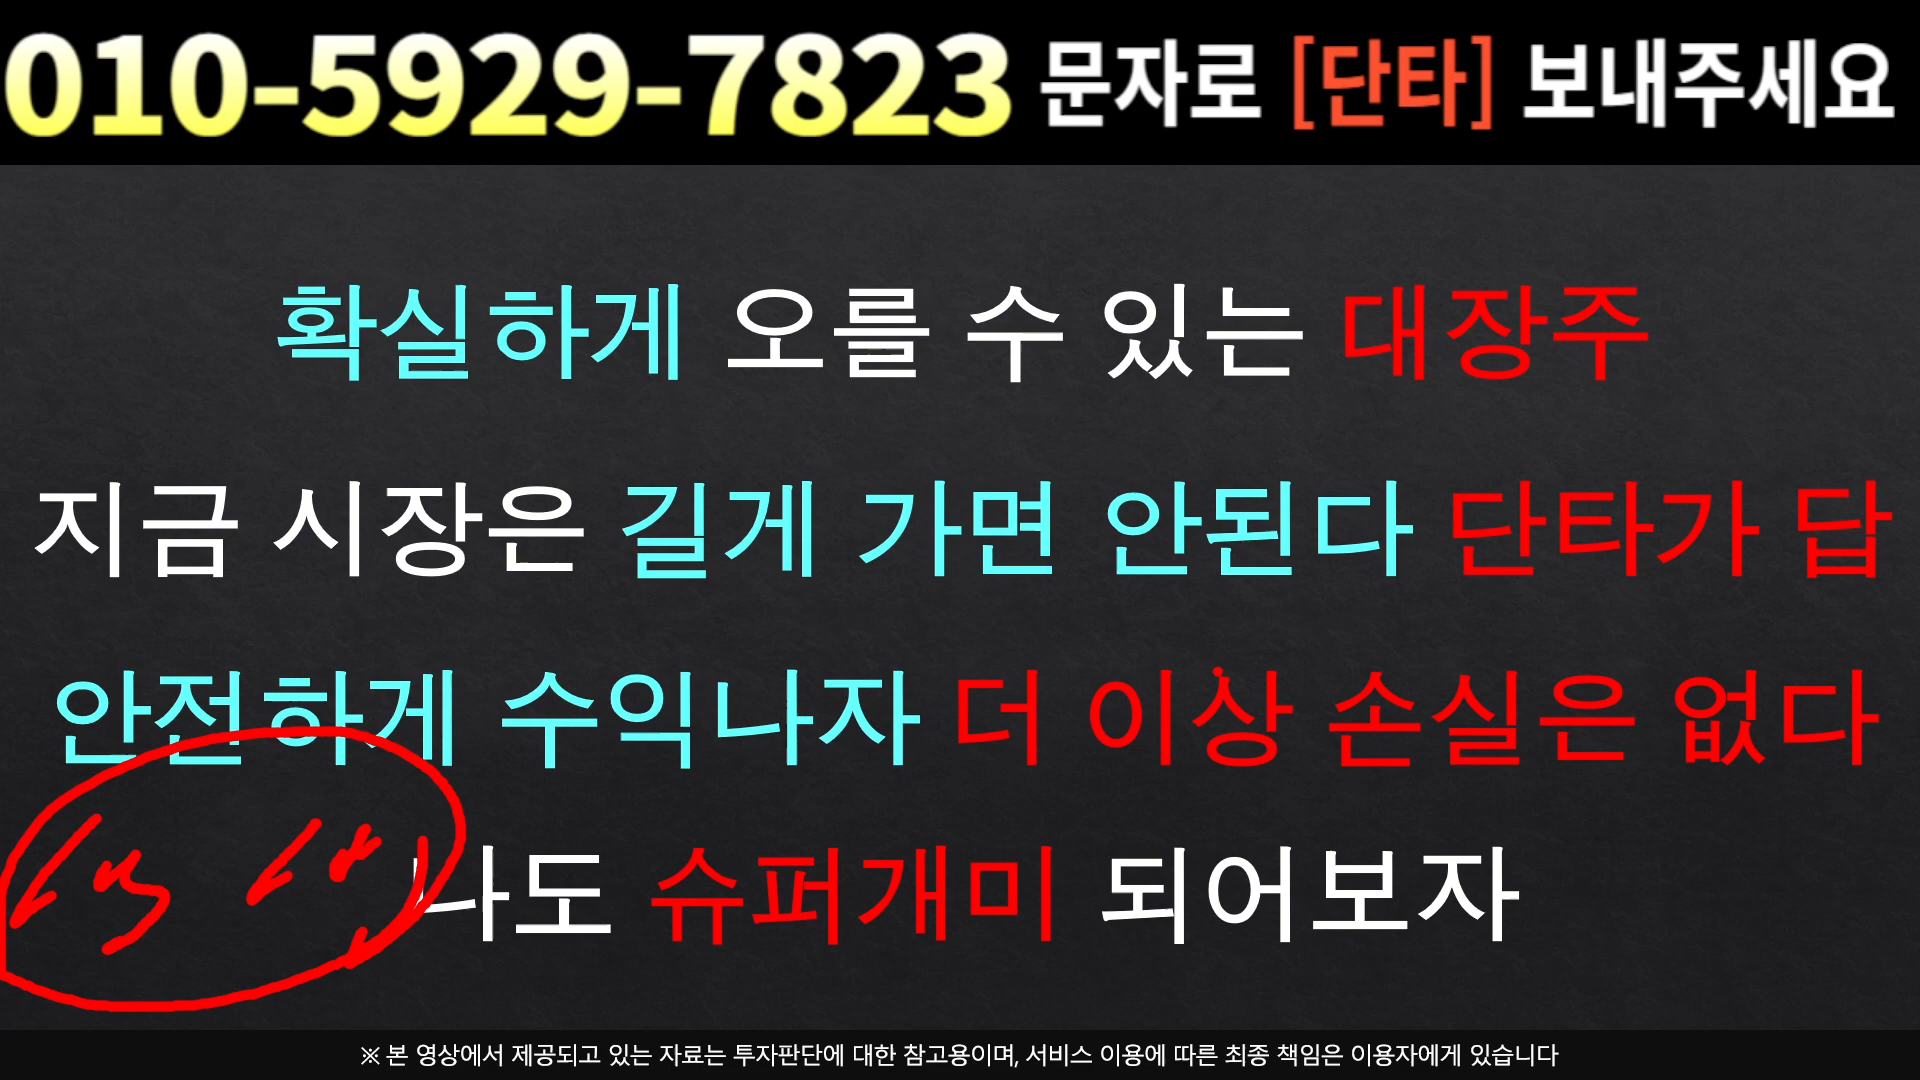 010-5929-7823 문자로 [단타] 보내주세요
확실하게 오를 수 있는 대장주
지금 시장은 길게 가면 안된다 단타가 답
안전하게 수익나자 더 이상 손실은 없다
나도 슈퍼개미 되어보자
※ 본 영상에서 제공되고 있는 자료는 투자판단에 대한 참고용이며, 서비스 이용에 따른 최종 책임은 이용자에게 있습니다